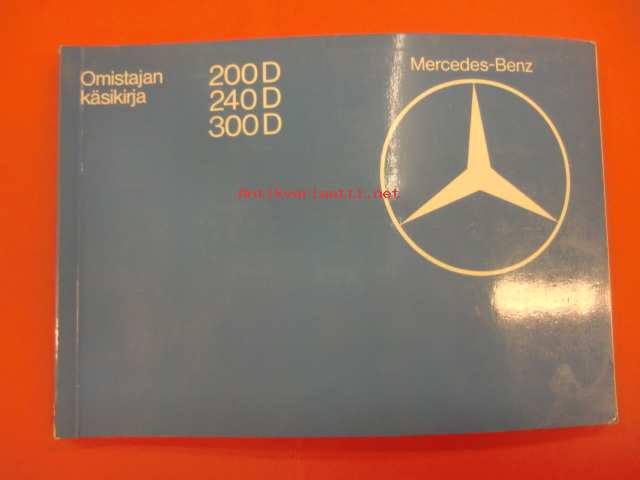 Omistajan
käsikirja
200 D
240 D
300 D
Mercedes-Benz
Antikvariaatti.net